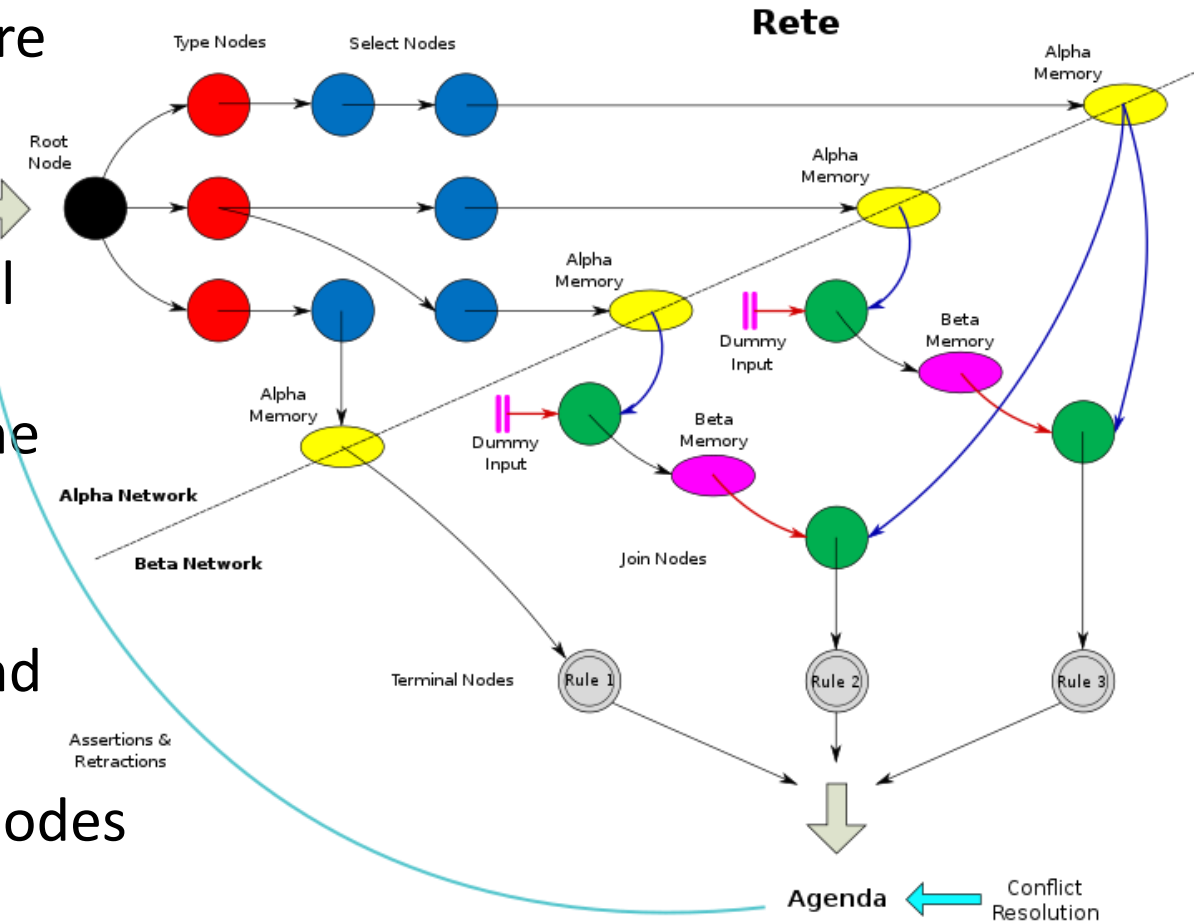 re
Rete
Type Nodes
Select Nodes
Alpha
Memory
Root
Node
Alpha
Memory
l
Alpha
Memory
Dummy
Input
Beta
Memory
Alpha
Memory
ne
Dummy
Input
Beta
Memory
Alpha Network
Beta Network
Join Nodes
nd
Terminal Nodes
Rule 1
Rule 2
Rule 3
Assertions &
Retractions
odes
Agenda
Conflict
Resolution